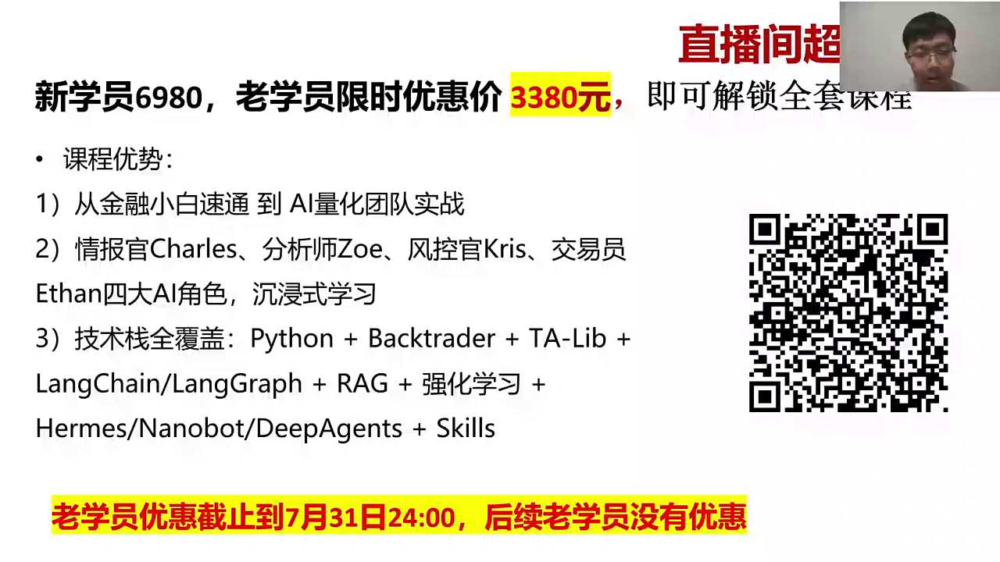 直播间超
新学员6980，老学员限时优惠价 3380元，即可解锁全套课程
• 课程优势：
1）从金融小白速通 到 AI量化团队实战
2）情报官Charles、分析师Zoe、风控官Kris、交易员
Ethan四大AI角色，沉浸式学习
3）技术栈全覆盖：Python + Backtrader + TA-Lib +
LangChain/LangGraph + RAG + 强化学习 +
Hermes/Nanobot/DeepAgents + Skills
老学员优惠截止到7月31日24:00，后续老学员没有优惠